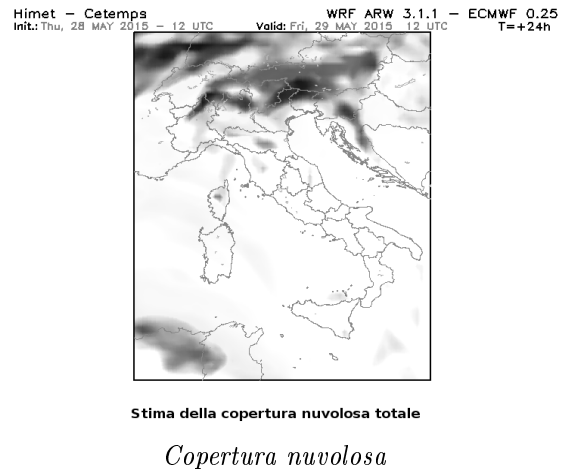 Himet – Cetemps WRF ARW 3.1.1 – ECMWF 0.25
Init.: Thu, 28 MAY 2015 – 12 UTC Valid: Fri, 29 MAY 2015 12 UTC T=+24h
Stima della copertura nuvolosa totale
Copertura nuvolosa